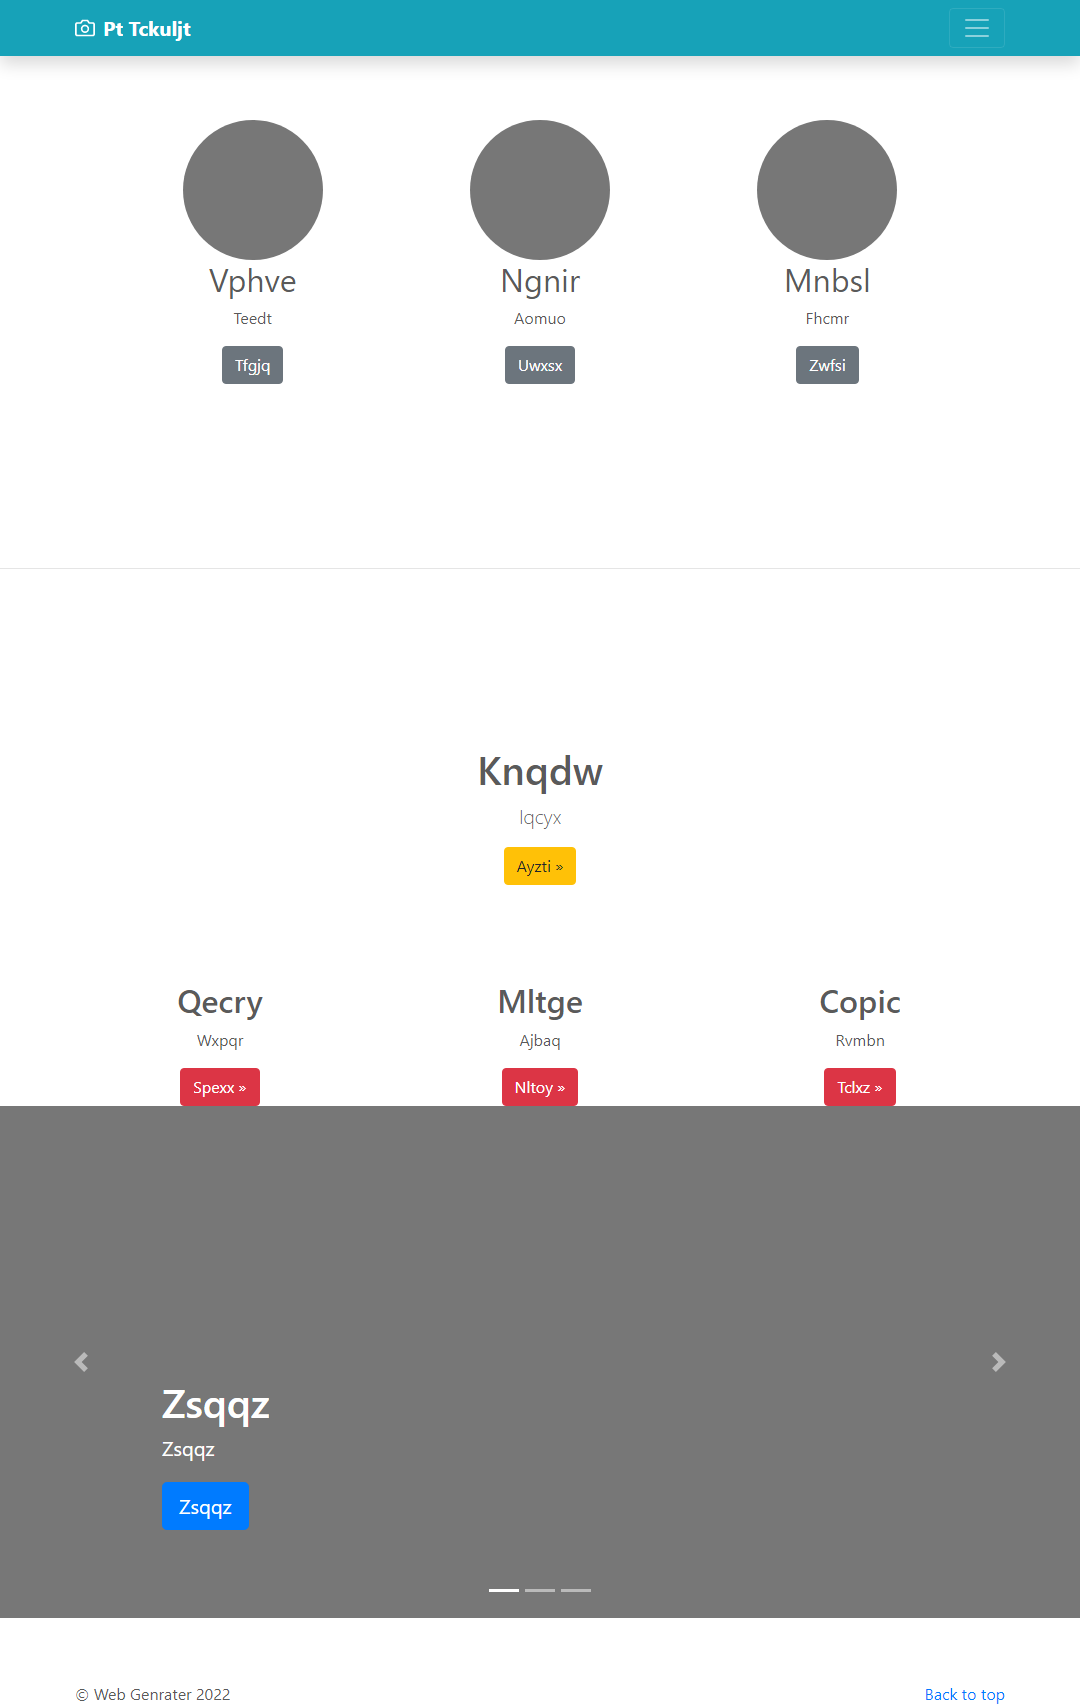 Pt Tckuljt
Vphve
Ngnir
Mnbsl
Teedt
Aomuo
Fhcmr
Tfgjq
Uwxsx
Zwfsi
Knqdw
Iqcyx
Ayzti »
Qecry
Mltge
Copic
Wxpqr
Ajbaq
Rvmbn
Spexx »
Nltoy »
Tclxz »
Zsqqz
Zsqqz
Zsqqz
© Web Genrater 2022
Back to top